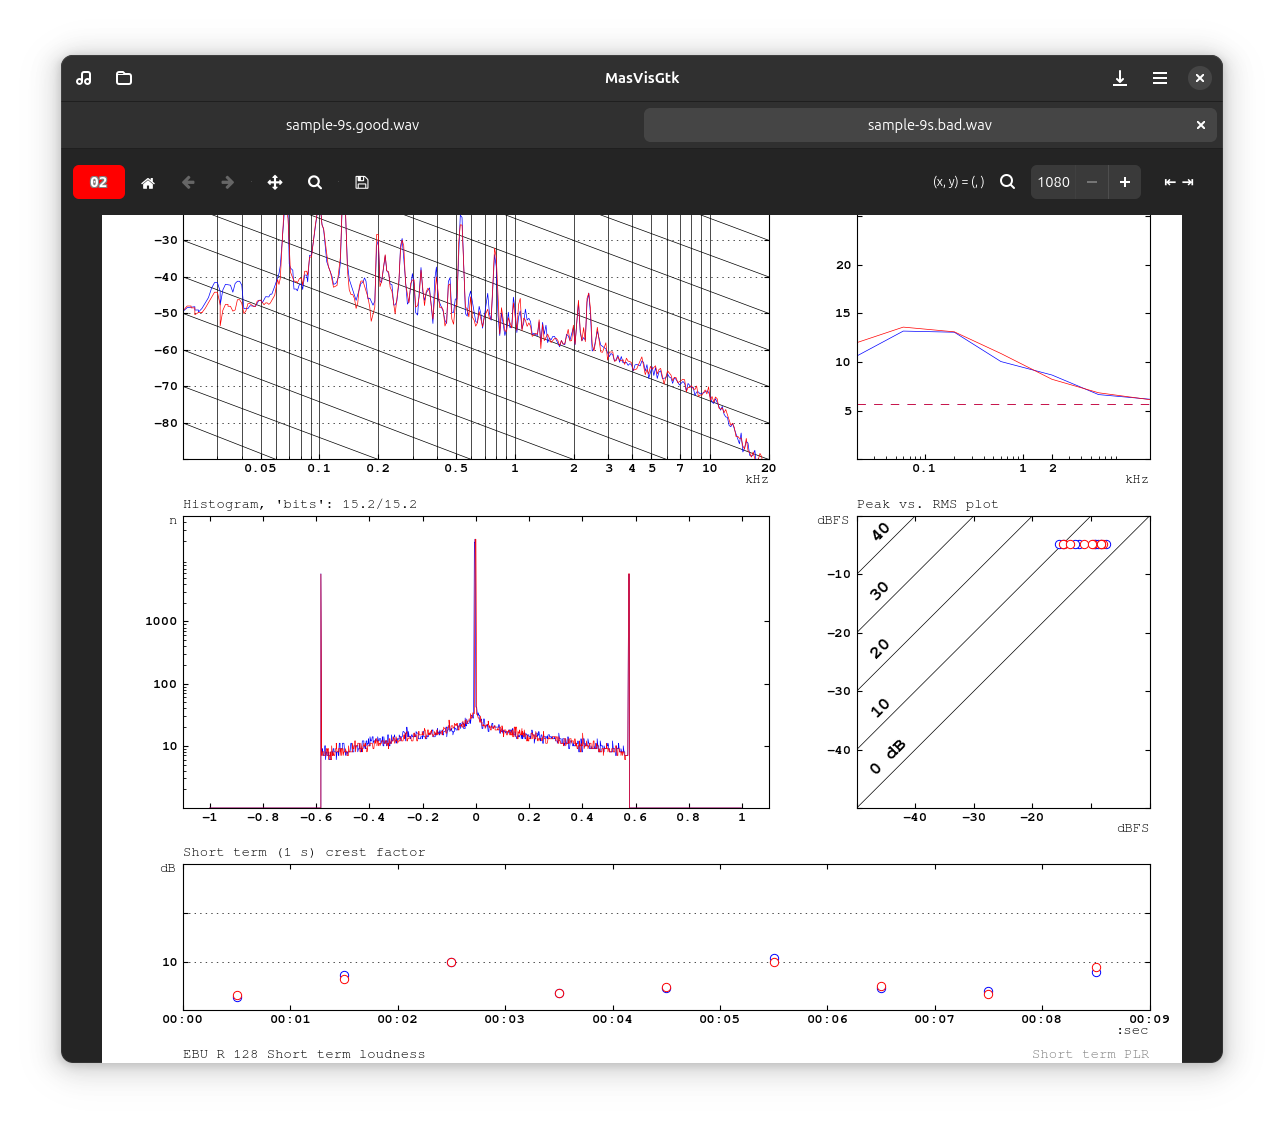 MasVisGtk
sample-9s.good.wav
sample-9s.bad.wav
02
(x, y) = (, )
1080
−30
−40
−50
−60
−70
−80
0.05 0.1 0.2 0.5 1 2 3 4 5 7 10 20
kHz
20
15
10
5
0.1 1 2
kHz
Histogram, 'bits': 15.2/15.2
n
1000
100
10
−1 −0.8 −0.6 −0.4 −0.2 0 0.2 0.4 0.6 0.8 1
Peak vs. RMS plot
dBFS
−10
−20
−30
−40
40
30
20
10
0 dB
−40 −30 −20
dBFS
Short term (1 s) crest factor
dB
10
00:00 00:01 00:02 00:03 00:04 00:05 00:06 00:07 00:08 00:09
:sec
EBU R 128 Short term loudness
Short term PLR